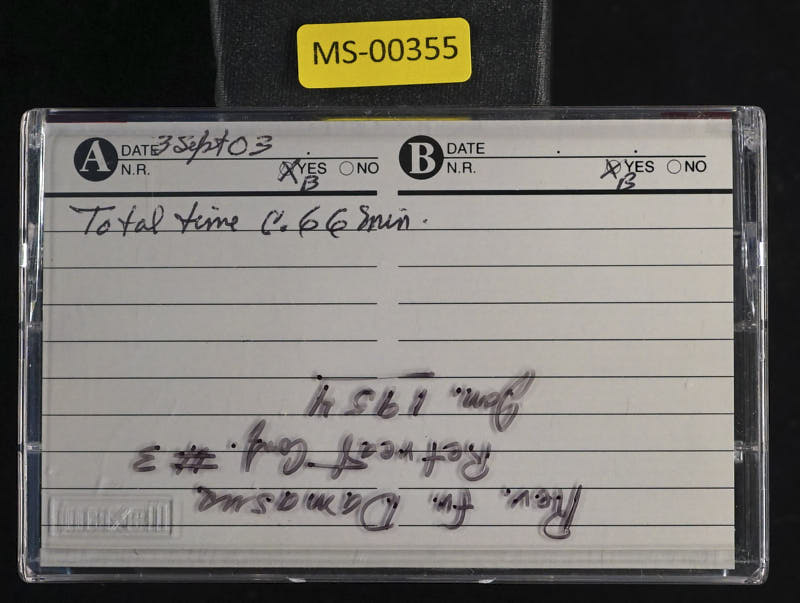 MS-00355
A DATE 3 Sept 03
N.R. YES NO
B
B DATE
N.R. YES NO
B
Total time c. 66 min.
Rev. Fr. Damasus
Retreat Conf. #3
Jan. 1954
maxell